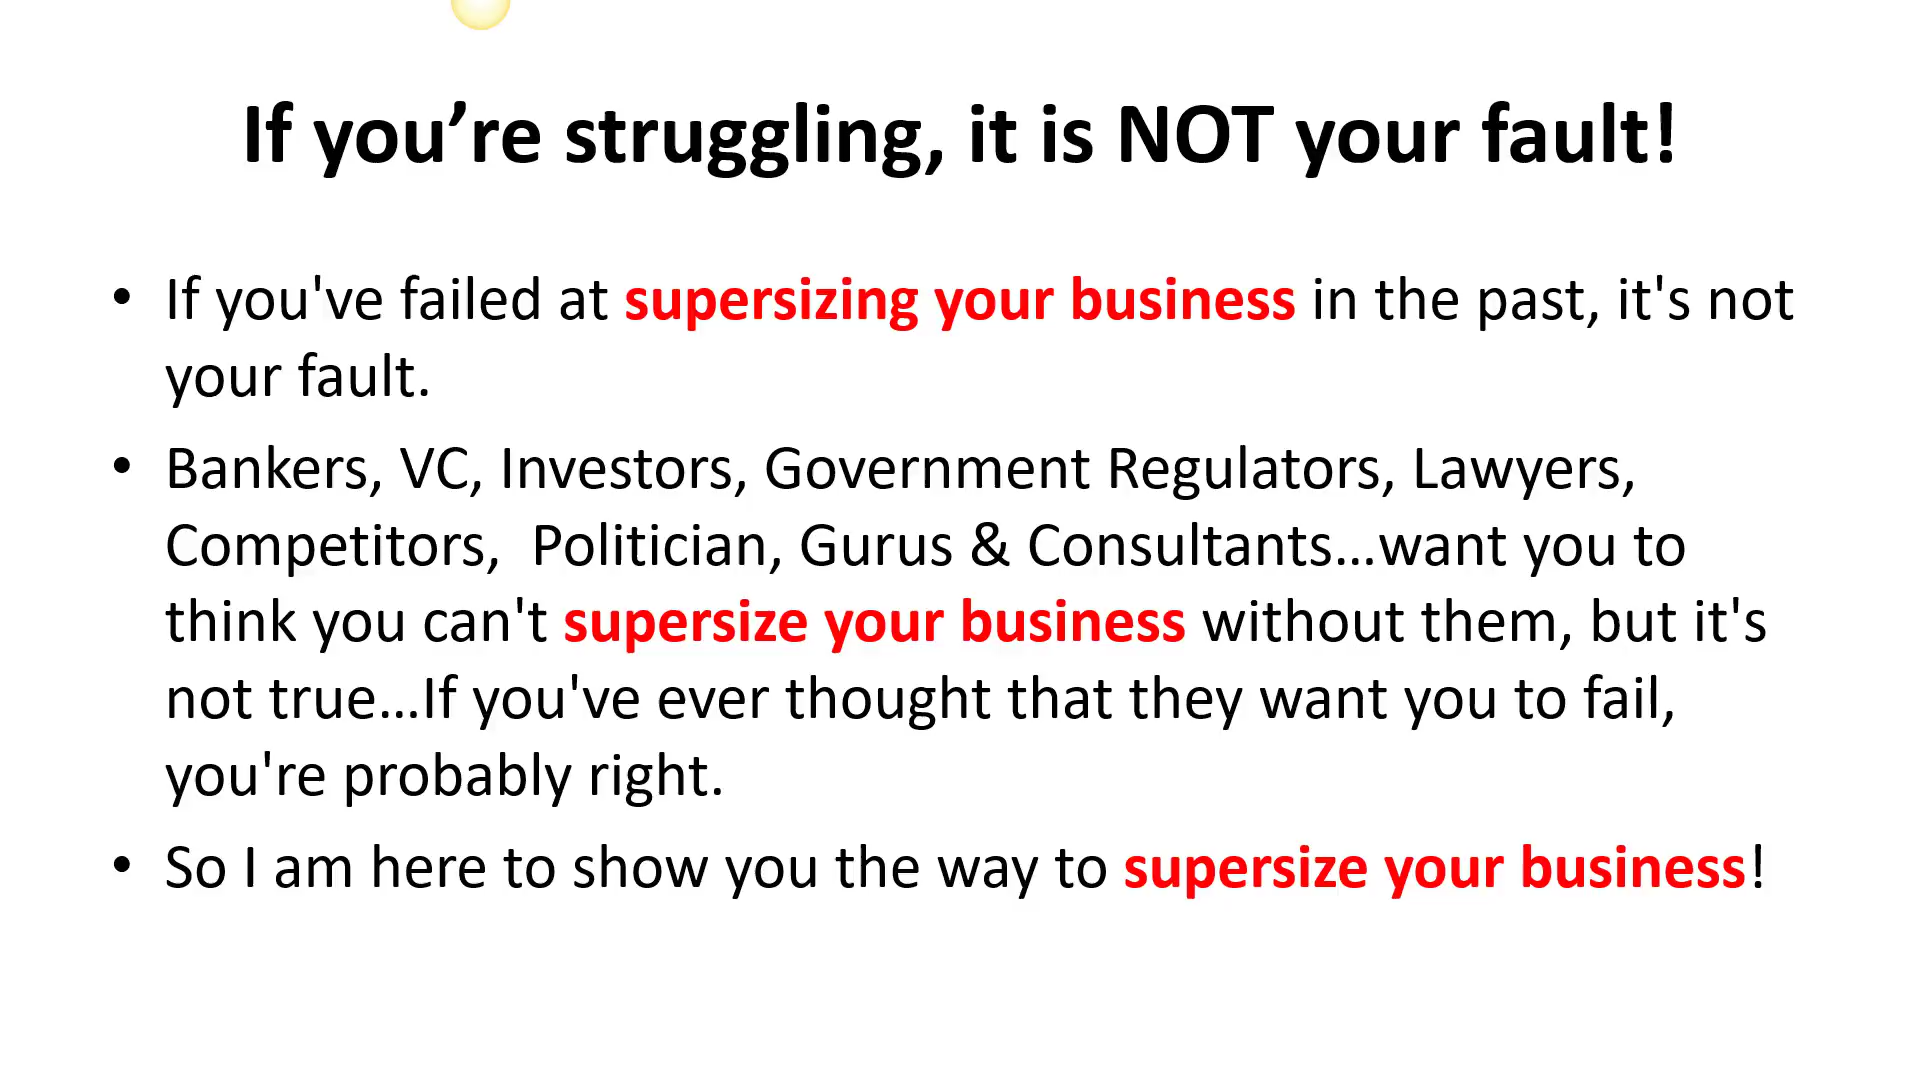 If you’re struggling, it is NOT your fault!
• If you've failed at supersizing your business in the past, it's not
your fault.
• Bankers, VC, Investors, Government Regulators, Lawyers,
Competitors,  Politician, Gurus & Consultants…want you to
think you can't supersize your business without them, but it's
not true…If you've ever thought that they want you to fail,
you're probably right.
• So I am here to show you the way to supersize your business!